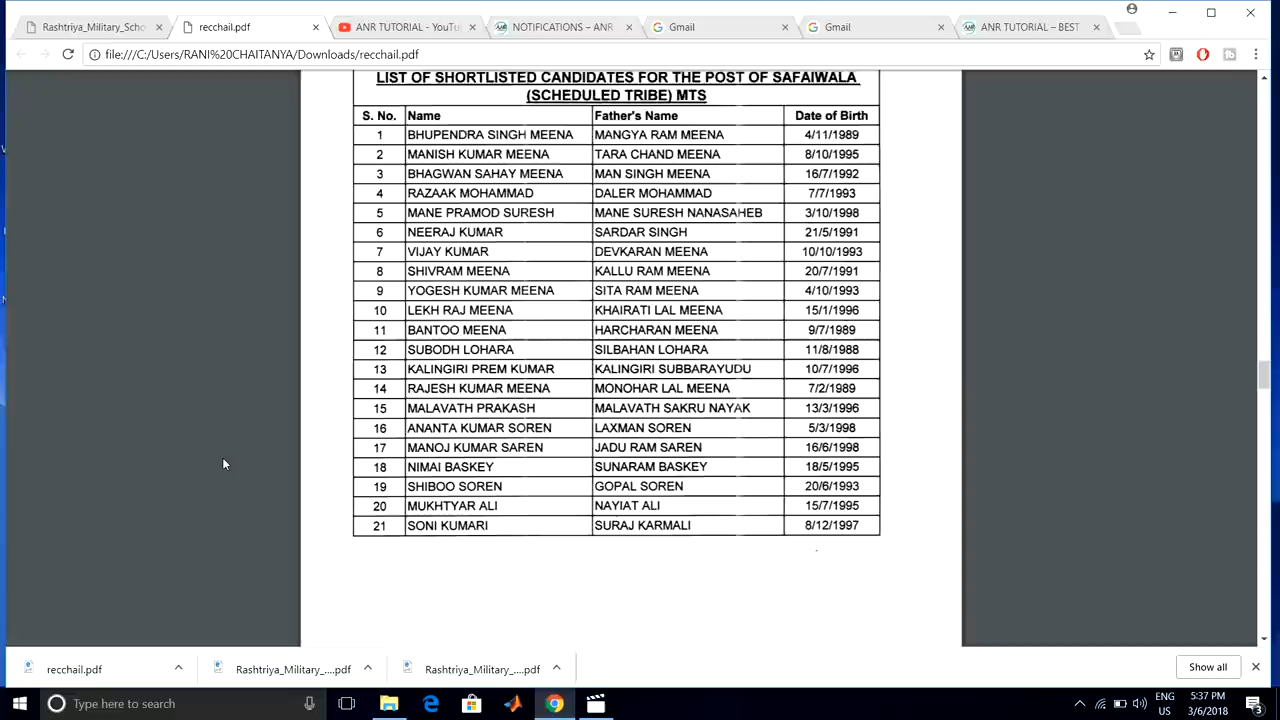 Rashtriya_Military_Scho
recchail.pdf
ANR TUTORIAL - YouTu
NOTIFICATIONS – ANR
Gmail
Gmail
ANR TUTORIAL – BEST
file:///C:/Users/RANI%20CHAITANYA/Downloads/recchail.pdf
LIST OF SHORTLISTED CANDIDATES FOR THE POST OF SAFAIWALA
(SCHEDULED TRIBE) MTS
S. No. Name Father's Name Date of Birth
1 BHUPENDRA SINGH MEENA MANGYA RAM MEENA 4/11/1989
2 MANISH KUMAR MEENA TARA CHAND MEENA 8/10/1995
3 BHAGWAN SAHAY MEENA MAN SINGH MEENA 16/7/1992
4 RAZAAK MOHAMMAD DALER MOHAMMAD 7/7/1993
5 MANE PRAMOD SURESH MANE SURESH NANASAHEB 3/10/1998
6 NEERAJ KUMAR SARDAR SINGH 21/5/1991
7 VIJAY KUMAR DEVKARAN MEENA 10/10/1993
8 SHIVRAM MEENA KALLU RAM MEENA 20/7/1991
9 YOGESH KUMAR MEENA SITA RAM MEENA 4/10/1993
10 LEKH RAJ MEENA KHAIRATI LAL MEENA 15/1/1996
11 BANTOO MEENA HARCHARAN MEENA 9/7/1989
12 SUBODH LOHARA SILBAHAN LOHARA 11/8/1988
13 KALINGIRI PREM KUMAR KALINGIRI SUBBARAYUDU 10/7/1996
14 RAJESH KUMAR MEENA MONOHAR LAL MEENA 7/2/1989
15 MALAVATH PRAKASH MALAVATH SAKRU NAYAK 13/3/1996
16 ANANTA KUMAR SOREN LAXMAN SOREN 5/3/1998
17 MANOJ KUMAR SAREN JADU RAM SAREN 16/6/1998
18 NIMAI BASKEY SUNARAM BASKEY 18/5/1995
19 SHIBOO SOREN GOPAL SOREN 20/6/1993
20 MUKHTYAR ALI NAYIAT ALI 15/7/1995
21 SONI KUMARI SURAJ KARMALI 8/12/1997
recchail.pdf
Rashtriya_Military_....pdf
Rashtriya_Military_....pdf
Show all
Type here to search
ENG
US
5:37 PM
3/6/2018
3